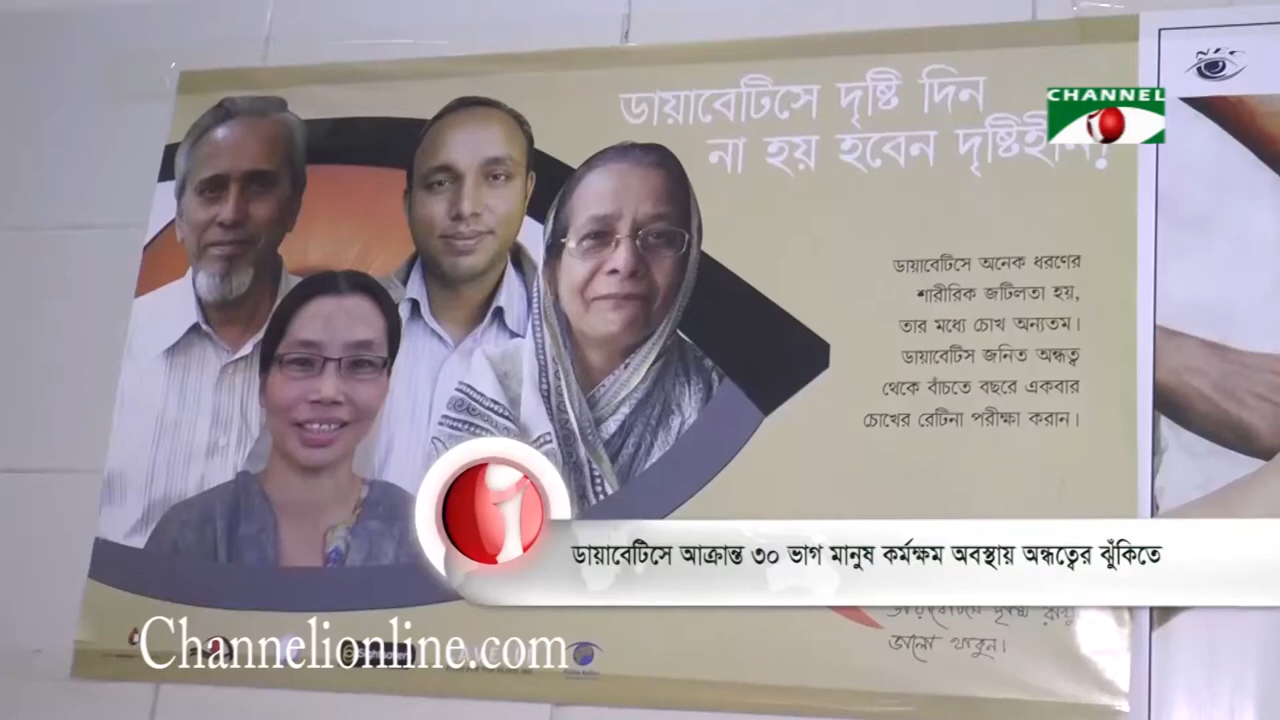 ডায়াবেটিসে দৃষ্টি দিন
না হয় হবেন দৃষ্টিহীন!
CHANNEL
i
NEC
ডায়াবেটিসে অনেক ধরণের
শারীরিক জটিলতা হয়,
তার মধ্যে চোখ অন্যতম।
ডায়াবেটিস জনিত অন্ধত্ব
থেকে বাঁচতে বছরে একবার
চোখের রেটিনা পরীক্ষা করান।
i
ডায়াবেটিসে আক্রান্ত ৩০ ভাগ মানুষ কর্মক্ষম অবস্থায় অন্ধত্বের ঝুঁকিতে
ভালো থাকুন।
Channelionline.com